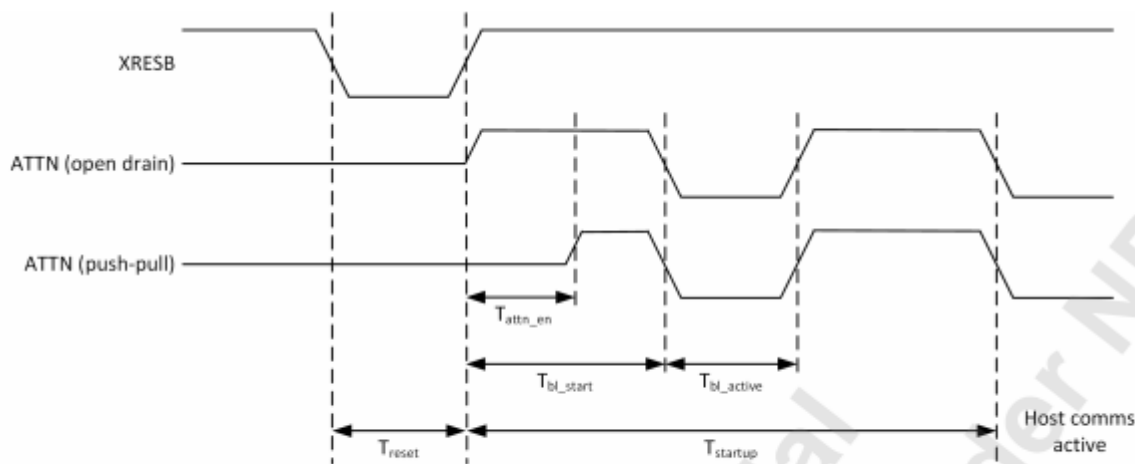 XRESB
ATTN (open drain)
ATTN (push-pull)
Tattn_en
Tbl_start
Tbl_active
Treset
Tstartup
Host comms
active